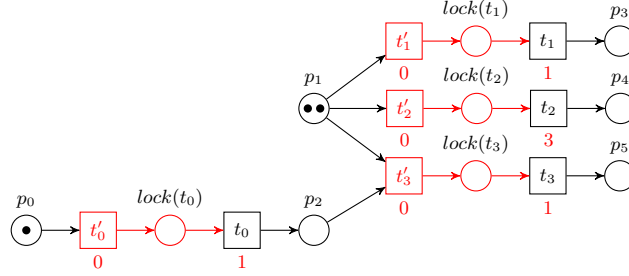 lock(t₁) p₃
t′₁ t₁
p₁ 0 lock(t₂) 1 p₄
t′₂ t₂
0 lock(t₃) 3 p₅
t′₃ t₃
p₀ lock(t₀) p₂ 0 1
t′₀ t₀
0 1